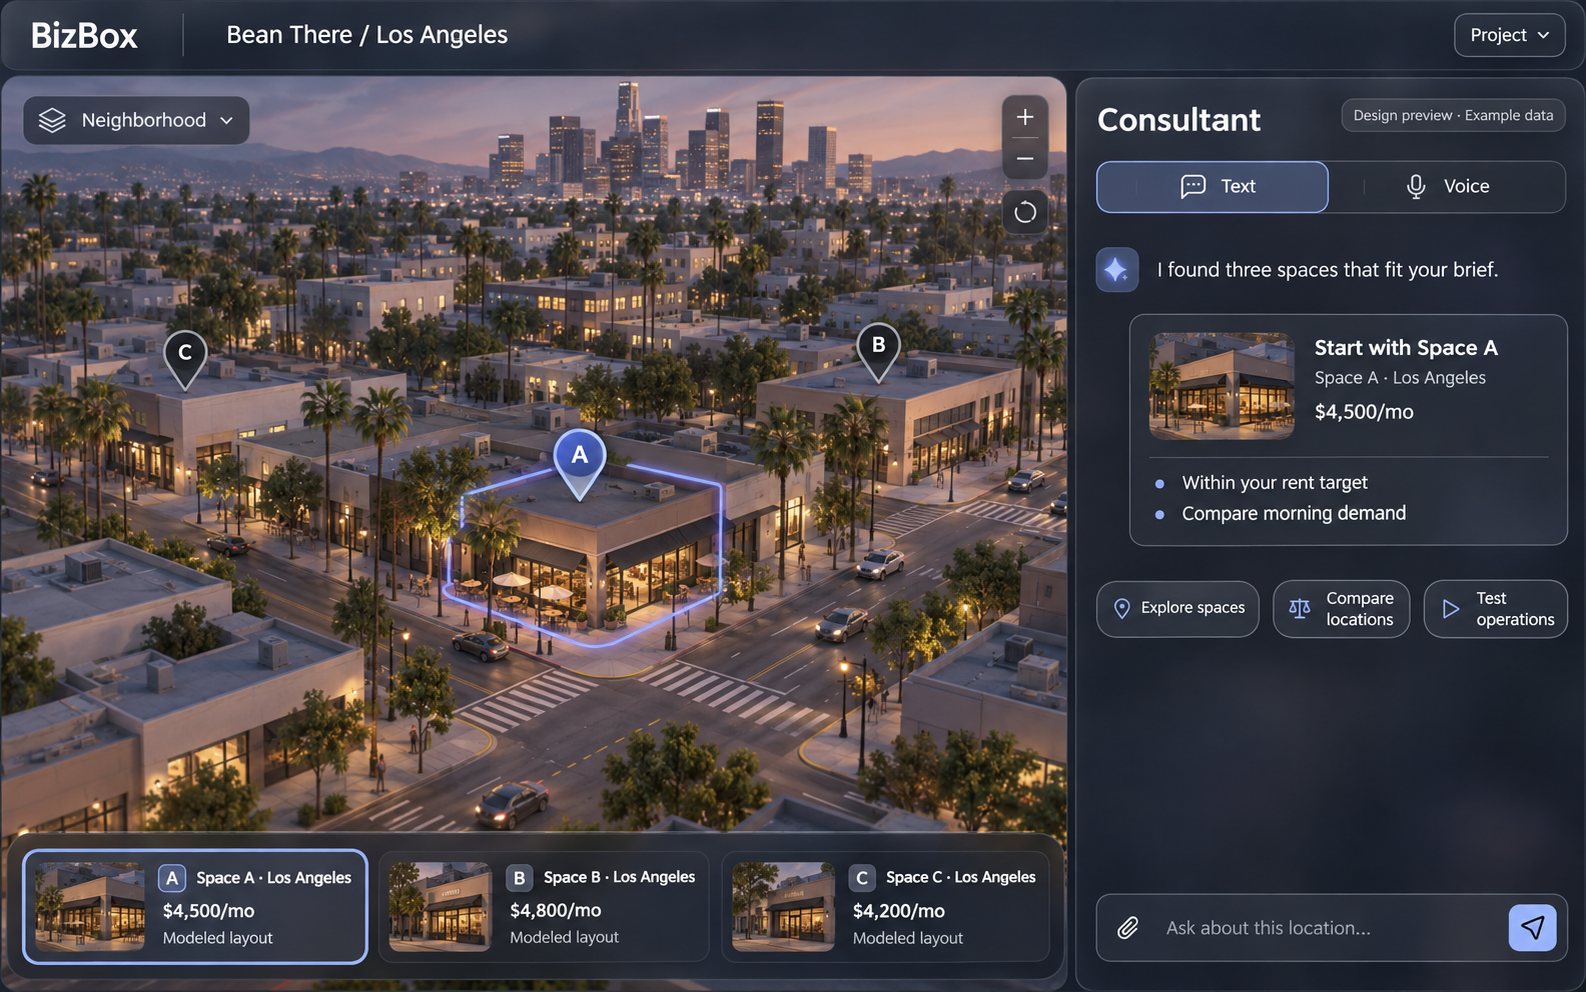 BizBox
Bean There / Los Angeles
Project
Neighborhood
C
B
A
A
Space A · Los Angeles
$4,500/mo
Modeled layout
B
Space B · Los Angeles
$4,800/mo
Modeled layout
C
Space C · Los Angeles
$4,200/mo
Modeled layout
Consultant
Design preview · Example data
Text
Voice
I found three spaces that fit your brief.
Start with Space A
Space A · Los Angeles
$4,500/mo
Within your rent target
Compare morning demand
Explore spaces
Compare
locations
Test
operations
Ask about this location...